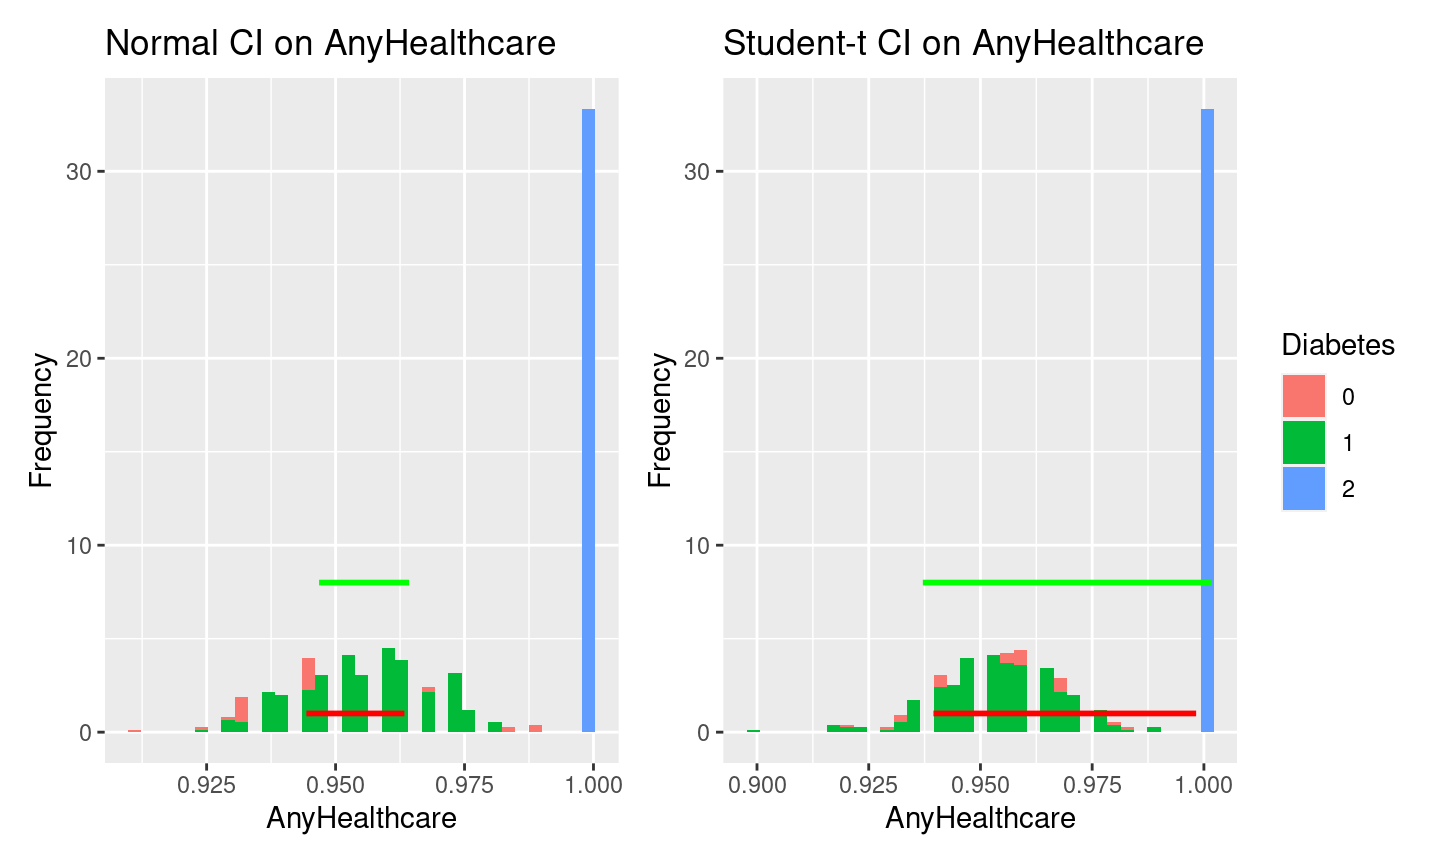 Normal CI on AnyHealthcare
Student-t CI on AnyHealthcare
Frequency
30
20
10
0
0.925
0.950
0.975
1.000
AnyHealthcare
Frequency
30
20
10
0
0.900
0.925
0.950
0.975
1.000
AnyHealthcare
Diabetes
0
1
2